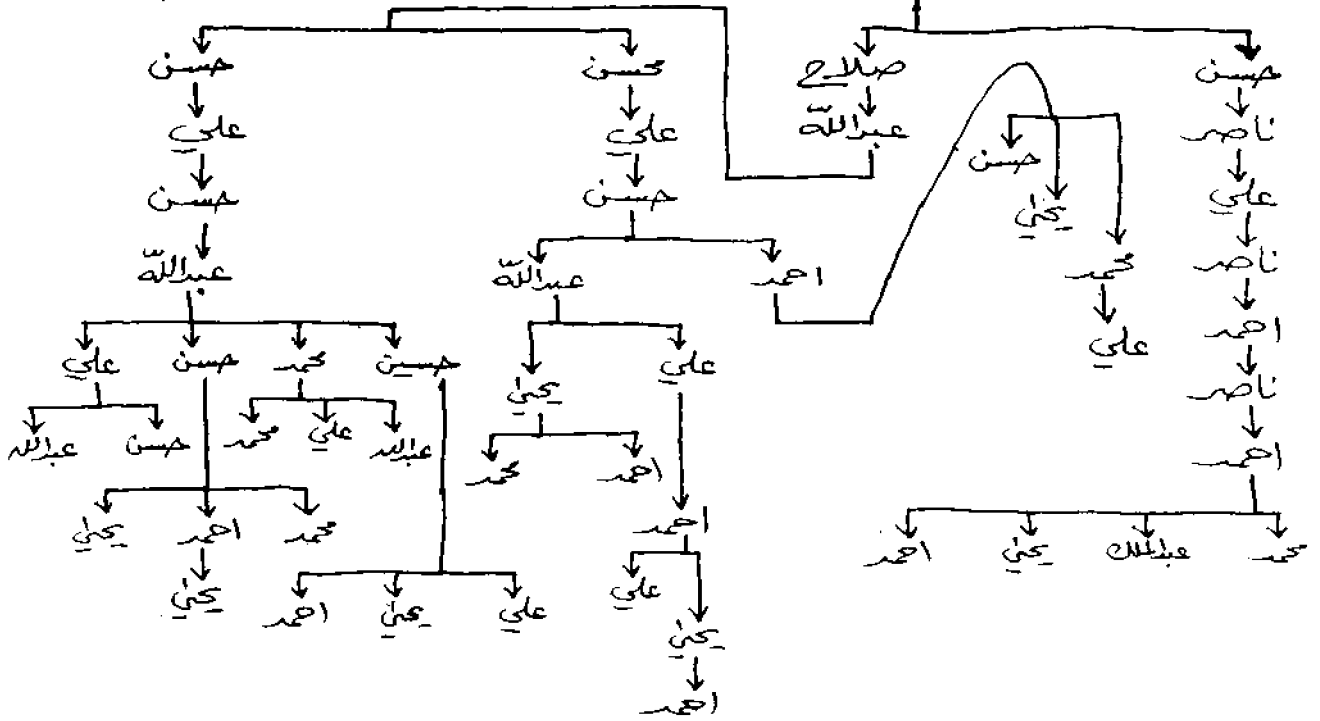 حسن صلاح محسن حسن
ناصر عبدالله علي علي
حسن
علي حسن حسن
يحيى
ناصر محمد احمد عبدالله عبدالله
احمد علي
علي يحيى حسين محمد حسن علي
ناصر
عبدالله علي محمد حسن عبدالله
احمد احمد محمد
احمد محمد احمد يحيى
محمد عبدالملك يحيى احمد
علي علي يحيى احمد يحيى
يحيى
احمد